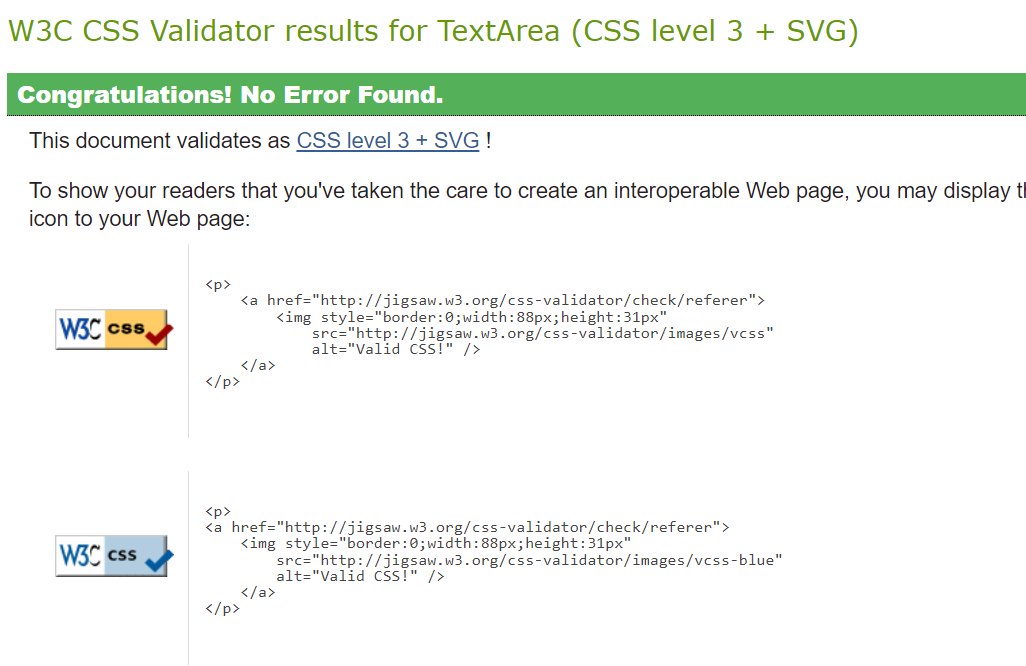 W3C CSS Validator results for TextArea (CSS level 3 + SVG)
Congratulations! No Error Found.
This document validates as CSS level 3 + SVG !
To show your readers that you've taken the care to create an interoperable Web page, you may display
icon to your Web page:
<p>
    <a href="http://jigsaw.w3.org/css-validator/check/referer">
        <img style="border:0;width:88px;height:31px"
            src="http://jigsaw.w3.org/css-validator/images/vcss"
            alt="Valid CSS!" />
    </a>
</p>
W3C css
<p>
<a href="http://jigsaw.w3.org/css-validator/check/referer">
    <img style="border:0;width:88px;height:31px"
        src="http://jigsaw.w3.org/css-validator/images/vcss-blue"
        alt="Valid CSS!" />
    </a>
</p>
W3C css